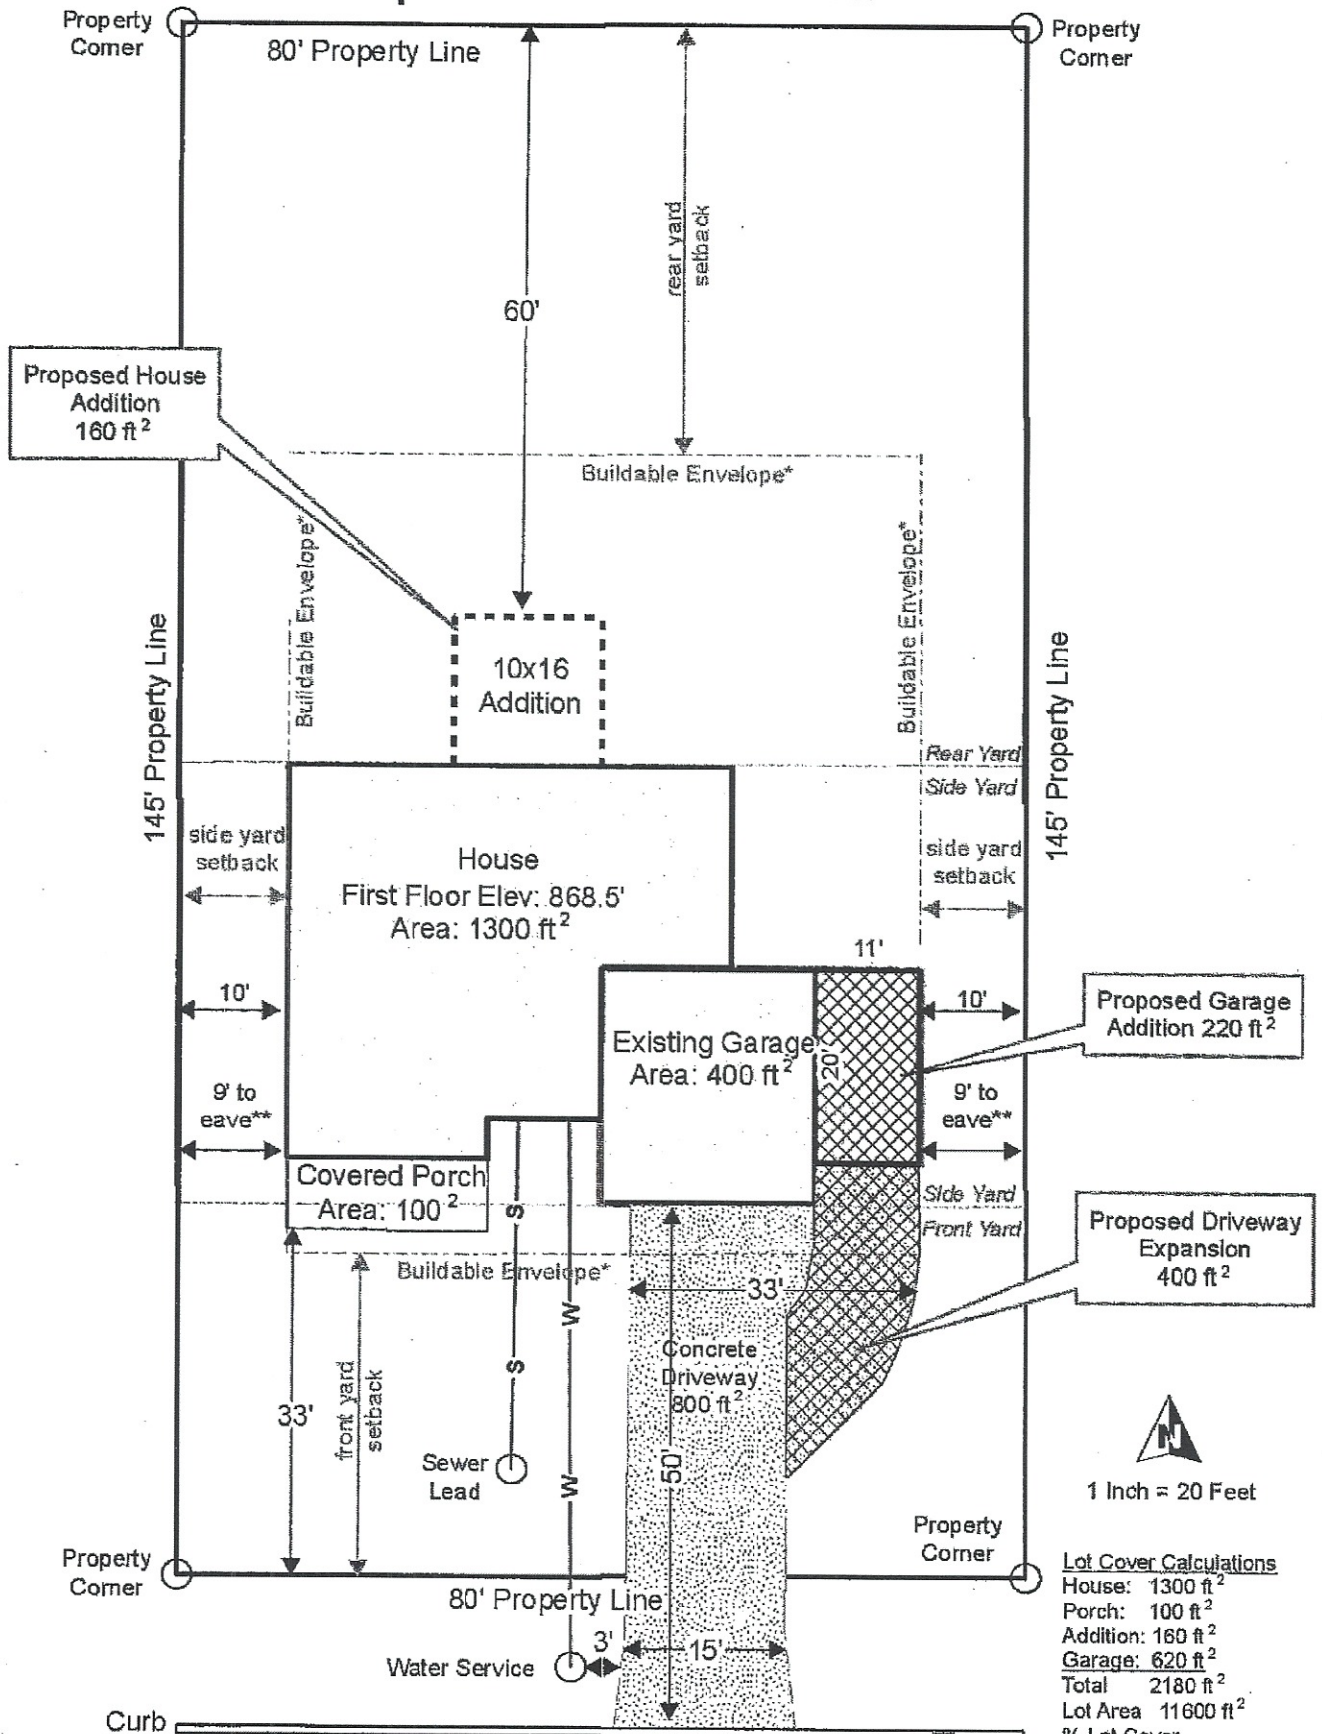 Property
Corner
80' Property Line
Property
Corner
rear yard
setback
60'
Proposed House
Addition
160 ft²
Buildable Envelope*
Buildable Envelope*
Buildable Envelope*
10x16
Addition
145' Property Line
145' Property Line
Rear Yard
Side Yard
side yard
setback
side yard
setback
House
First Floor Elev: 868.5'
Area: 1300 ft²
11'
10'
10'
Proposed Garage
Addition 220 ft²
Existing Garage
Area: 400 ft²
20'
9' to
eave**
9' to
eave**
Covered Porch
Area: 100 ²
Side Yard
Front Yard
Proposed Driveway
Expansion
400 ft²
Buildable Envelope*
S
S
W
W
33'
Concrete
Driveway
800 ft²
33'
front yard
setback
50'
Sewer
Lead
N
1 Inch = 20 Feet
Property
Corner
Property
Corner
80' Property Line
3'
15'
Water Service
Curb
Lot Cover Calculations
House: 1300 ft²
Porch: 100 ft²
Addition: 160 ft²
Garage: 620 ft²
Total 2180 ft²
Lot Area 11600 ft²
% Lot Cover